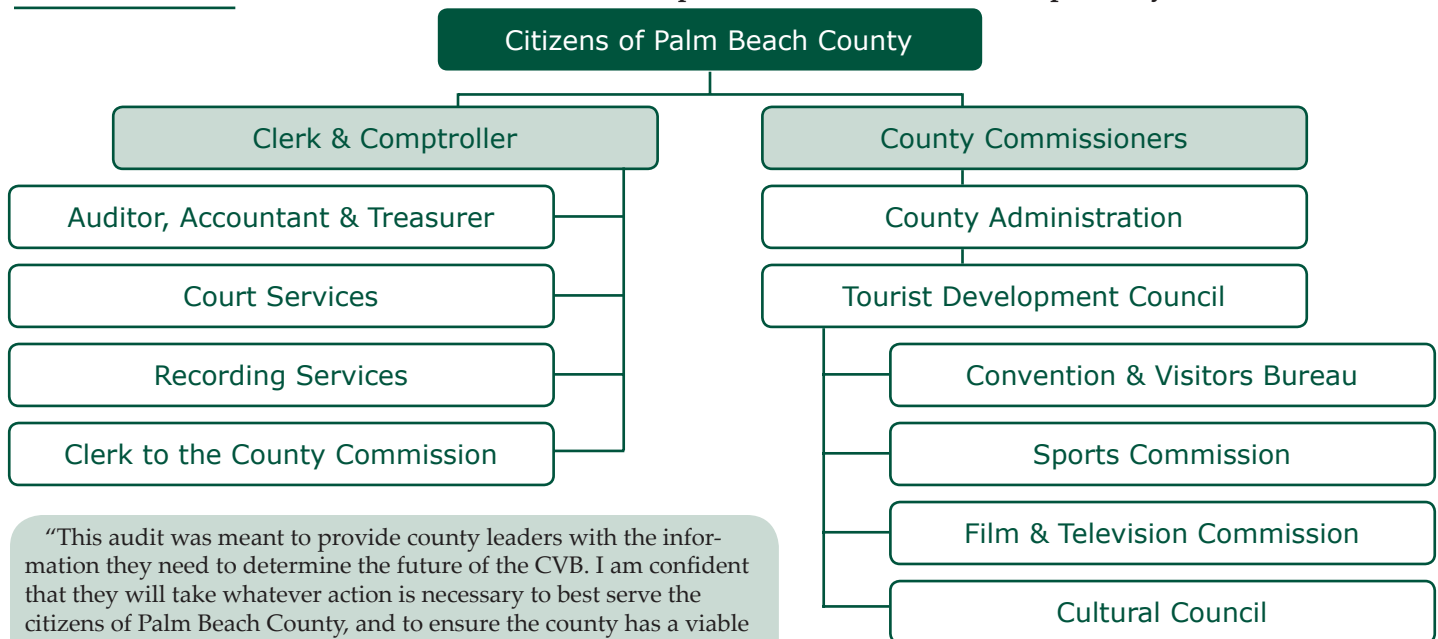 Citizens of Palm Beach County
Clerk & Comptroller
Auditor, Accountant & Treasurer
Court Services
Recording Services
Clerk to the County Commission
County Commissioners
County Administration
Tourist Development Council
Convention & Visitors Bureau
Sports Commission
Film & Television Commission
Cultural Council
“This audit was meant to provide county leaders with the infor-
mation they need to determine the future of the CVB. I am confident
that they will take whatever action is necessary to best serve the
citizens of Palm Beach County, and to ensure the county has a viable